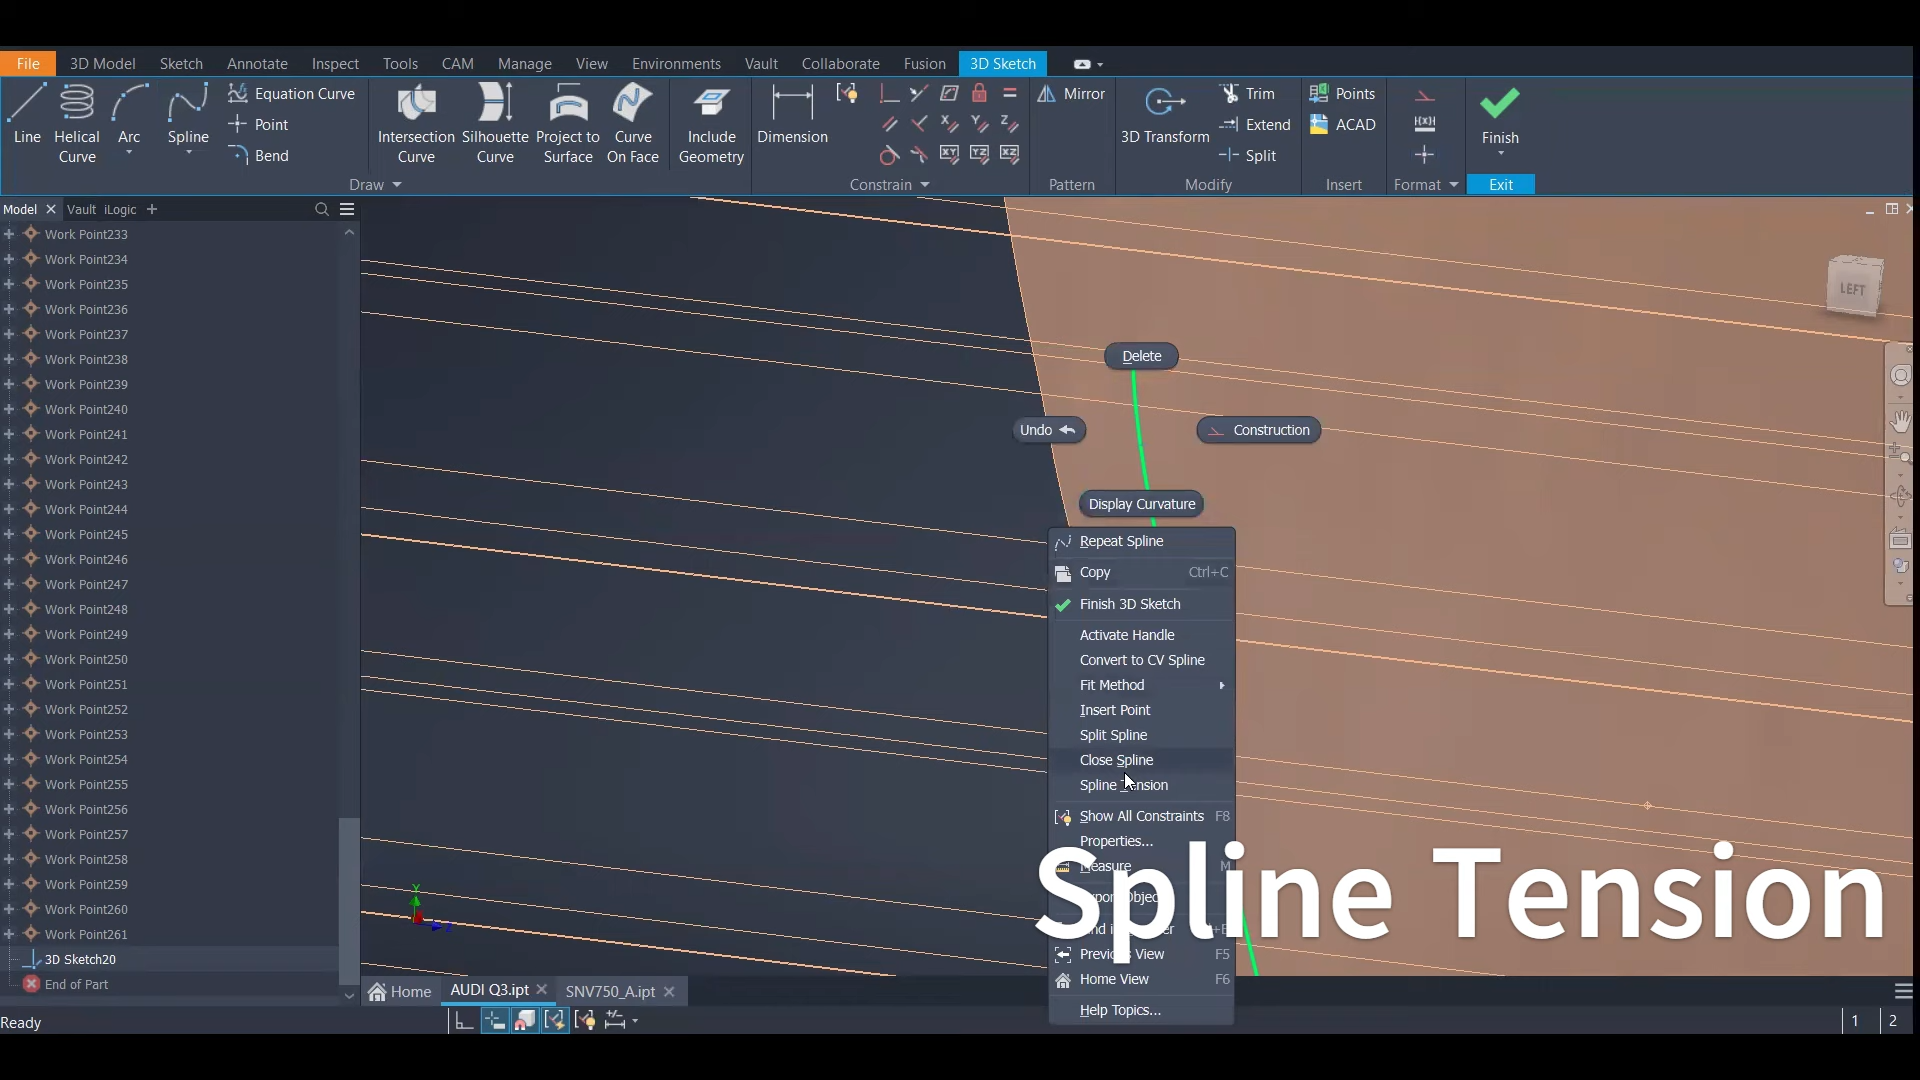 File 3D Model Sketch Annotate Inspect Tools CAM Manage View Environments Vault Collaborate Fusion 3D Sketch
Line
Helical Curve
Arc
Spline
Equation Curve
Point
Bend
Intersection Curve
Silhouette Curve
Project to Surface
Curve On Face
Include Geometry
Dimension
Mirror
3D Transform
Trim
Extend
Split
Points
ACAD
Finish
Draw Constrain Pattern Modify Insert Format Exit
Model Vault iLogic
Work Point233
Work Point234
Work Point235
Work Point236
Work Point237
Work Point238
Work Point239
Work Point240
Work Point241
Work Point242
Work Point243
Work Point244
Work Point245
Work Point246
Work Point247
Work Point248
Work Point249
Work Point250
Work Point251
Work Point252
Work Point253
Work Point254
Work Point255
Work Point256
Work Point257
Work Point258
Work Point259
Work Point260
Work Point261
3D Sketch20
End of Part
LEFT
Delete
Undo
Construction
Display Curvature
Repeat Spline
Copy Ctrl+C
Finish 3D Sketch
Activate Handle
Convert to CV Spline
Fit Method
Insert Point
Split Spline
Close Spline
Spline Tension
Show All Constraints F8
Properties...
Measure M
Previous View F5
Home View F6
Help Topics...
Spline Tension
Y
Z
Home AUDI Q3.ipt SNV750_A.ipt
Ready
1 2